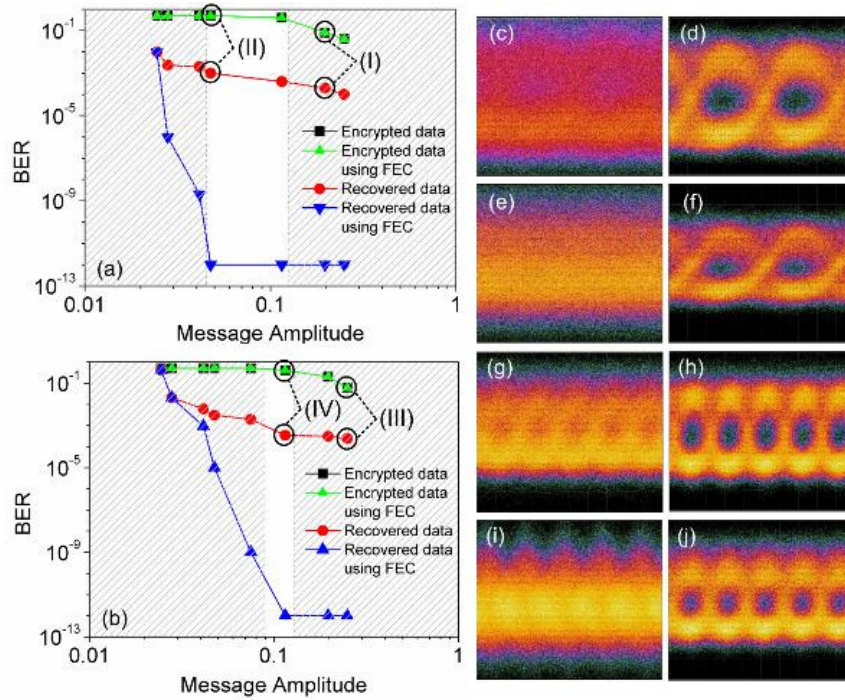 10⁻¹
10⁻⁵
10⁻⁹
10⁻¹³
BER
(II)
(I)
Encrypted data
Encrypted data
using FEC
Recovered data
Recovered data
using FEC
(a)
0.01
0.1
1
Message Amplitude
10⁻¹
10⁻⁵
10⁻⁹
10⁻¹³
BER
(IV)
(III)
Encrypted data
Encrypted data
using FEC
Recovered data
Recovered data
using FEC
(b)
0.01
0.1
1
Message Amplitude
(c)
(d)
(e)
(f)
(g)
(h)
(i)
(j)